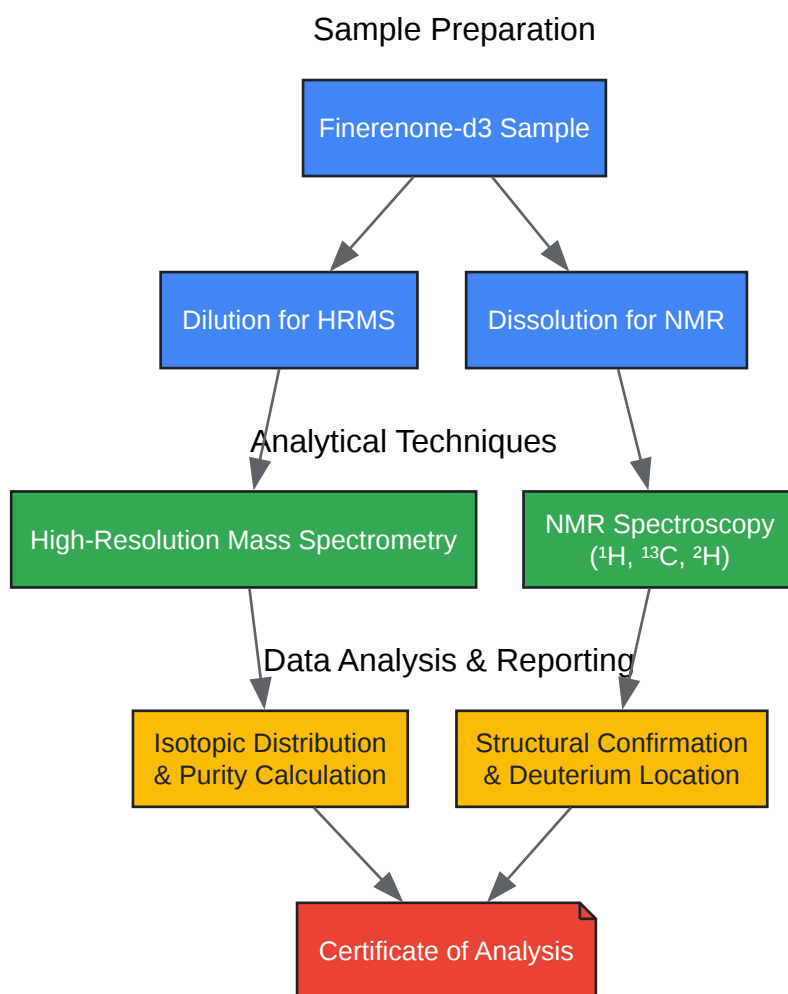 Sample Preparation
Finerenone-d3 Sample
Dilution for HRMS
Dissolution for NMR
Analytical Techniques
High-Resolution Mass Spectrometry
NMR Spectroscopy
(¹H, ¹³C, ²H)
Data Analysis & Reporting
Isotopic Distribution
& Purity Calculation
Structural Confirmation
& Deuterium Location
Certificate of Analysis